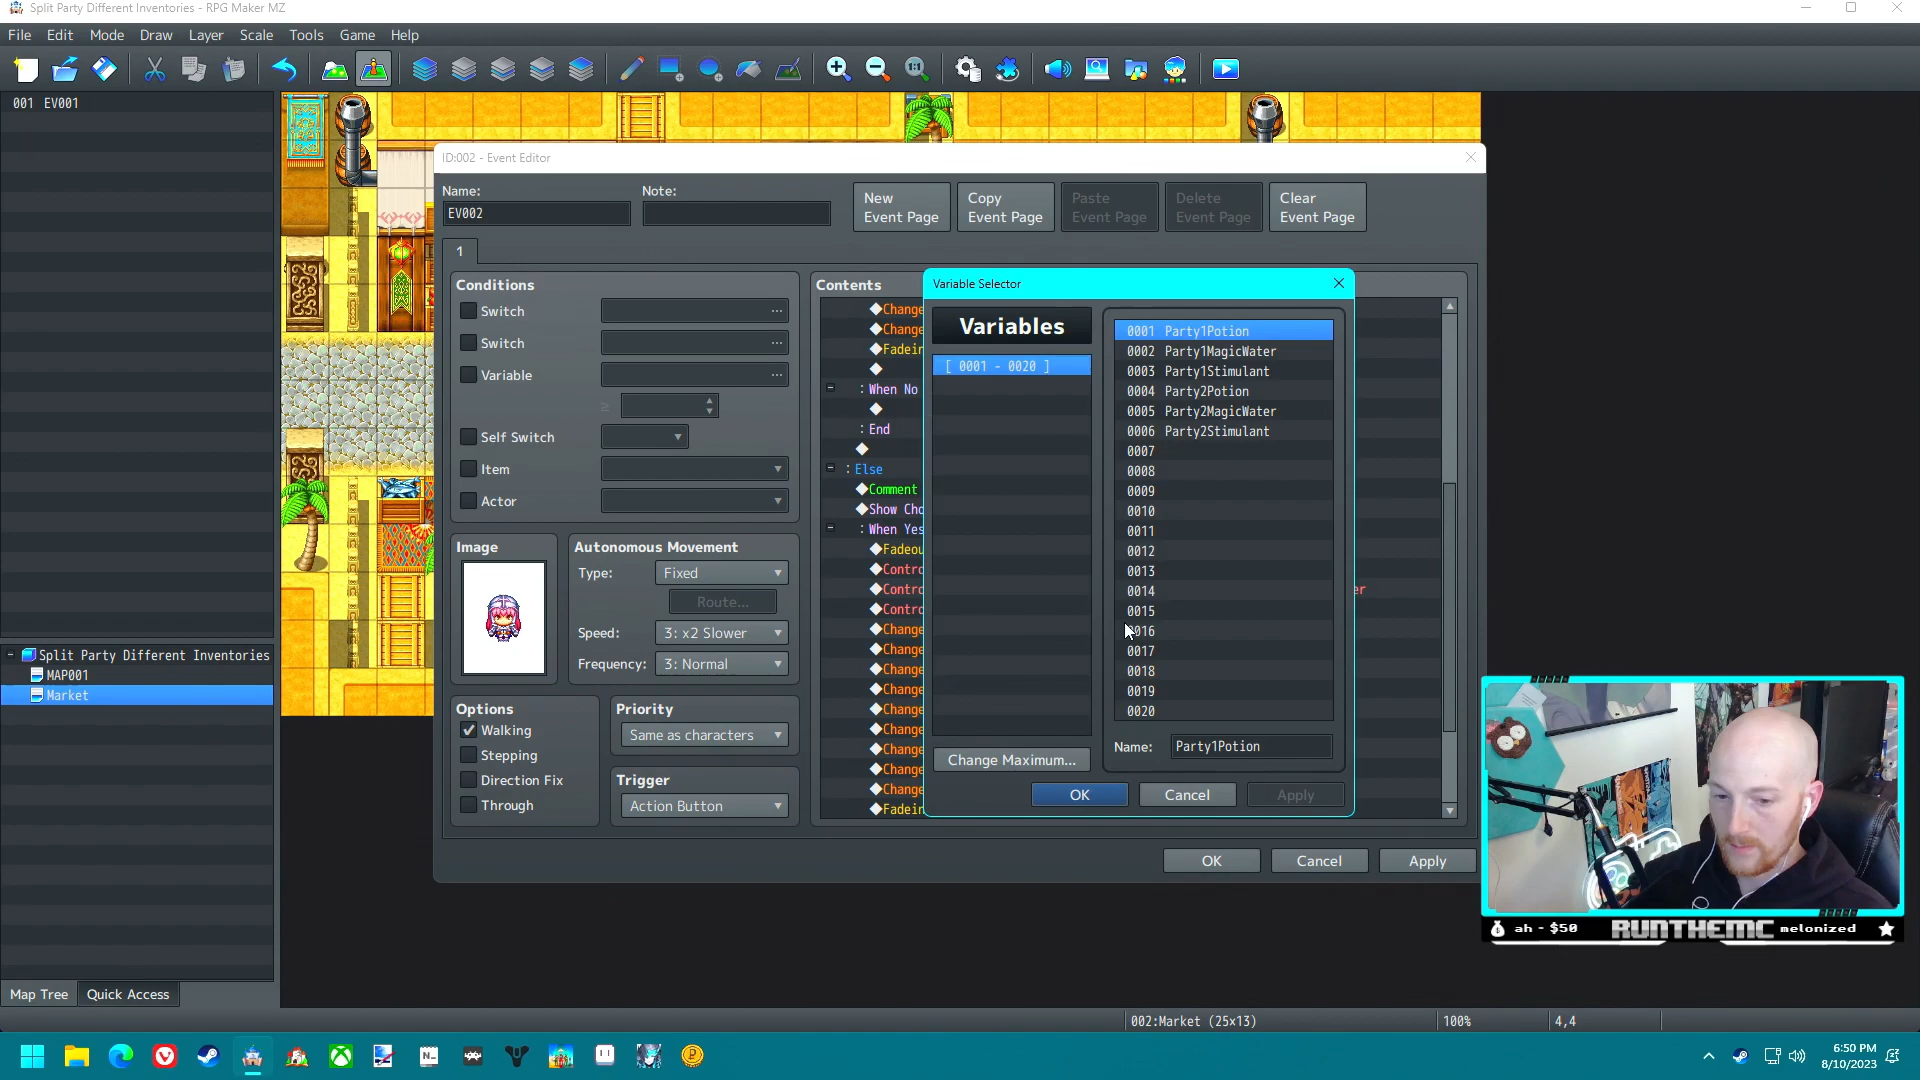 Split Party Different Inventories - RPG Maker MZ
File Edit Mode Draw Layer Scale Tools Game Help
001 EV001
ID:002 - Event Editor
Name:
Note:
EV002
New
Event Page
Copy
Event Page
Paste
Event Page
Delete
Event Page
Clear
Event Page
1
Conditions
Switch
Switch
Variable
≥
Self Switch
Item
Actor
Image
Autonomous Movement
Type: Fixed
Route...
Speed: 3: x2 Slower
Frequency: 3: Normal
Options
Walking
Stepping
Direction Fix
Through
Priority
Same as characters
Trigger
Action Button
Contents
◆Change
◆Change
◆Fadein
◆
: When No
◆
: End
◆
: Else
◆Comment
◆Show Cho
: When Yes
◆Fadeou
◆Contro
◆Contro
er
◆Contro
◆Change
◆Change
◆Change
◆Change
◆Change
◆Change
◆Change
◆Change
◆Change
◆Fadein
Variable Selector
Variables
[ 0001 - 0020 ]
0001 Party1Potion
0002 Party1MagicWater
0003 Party1Stimulant
0004 Party2Potion
0005 Party2MagicWater
0006 Party2Stimulant
0007
0008
0009
0010
0011
0012
0013
0014
0015
0016
0017
0018
0019
0020
Name: Party1Potion
Change Maximum...
OK Cancel Apply
OK Cancel Apply
Split Party Different Inventories
MAP001
Market
Map Tree Quick Access
ah - $50 RUNTHEMC melonized
002:Market (25x13) 100% 4,4
6:50 PM
8/10/2023